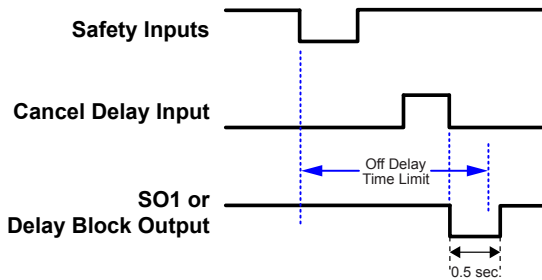 Safety Inputs
Cancel Delay Input
Off Delay
Time Limit
SO1 or
Delay Block Output
0.5 sec.